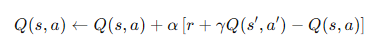 Q(s, a) ← Q(s, a) + α [r + γQ(s′, a′) − Q(s, a)]